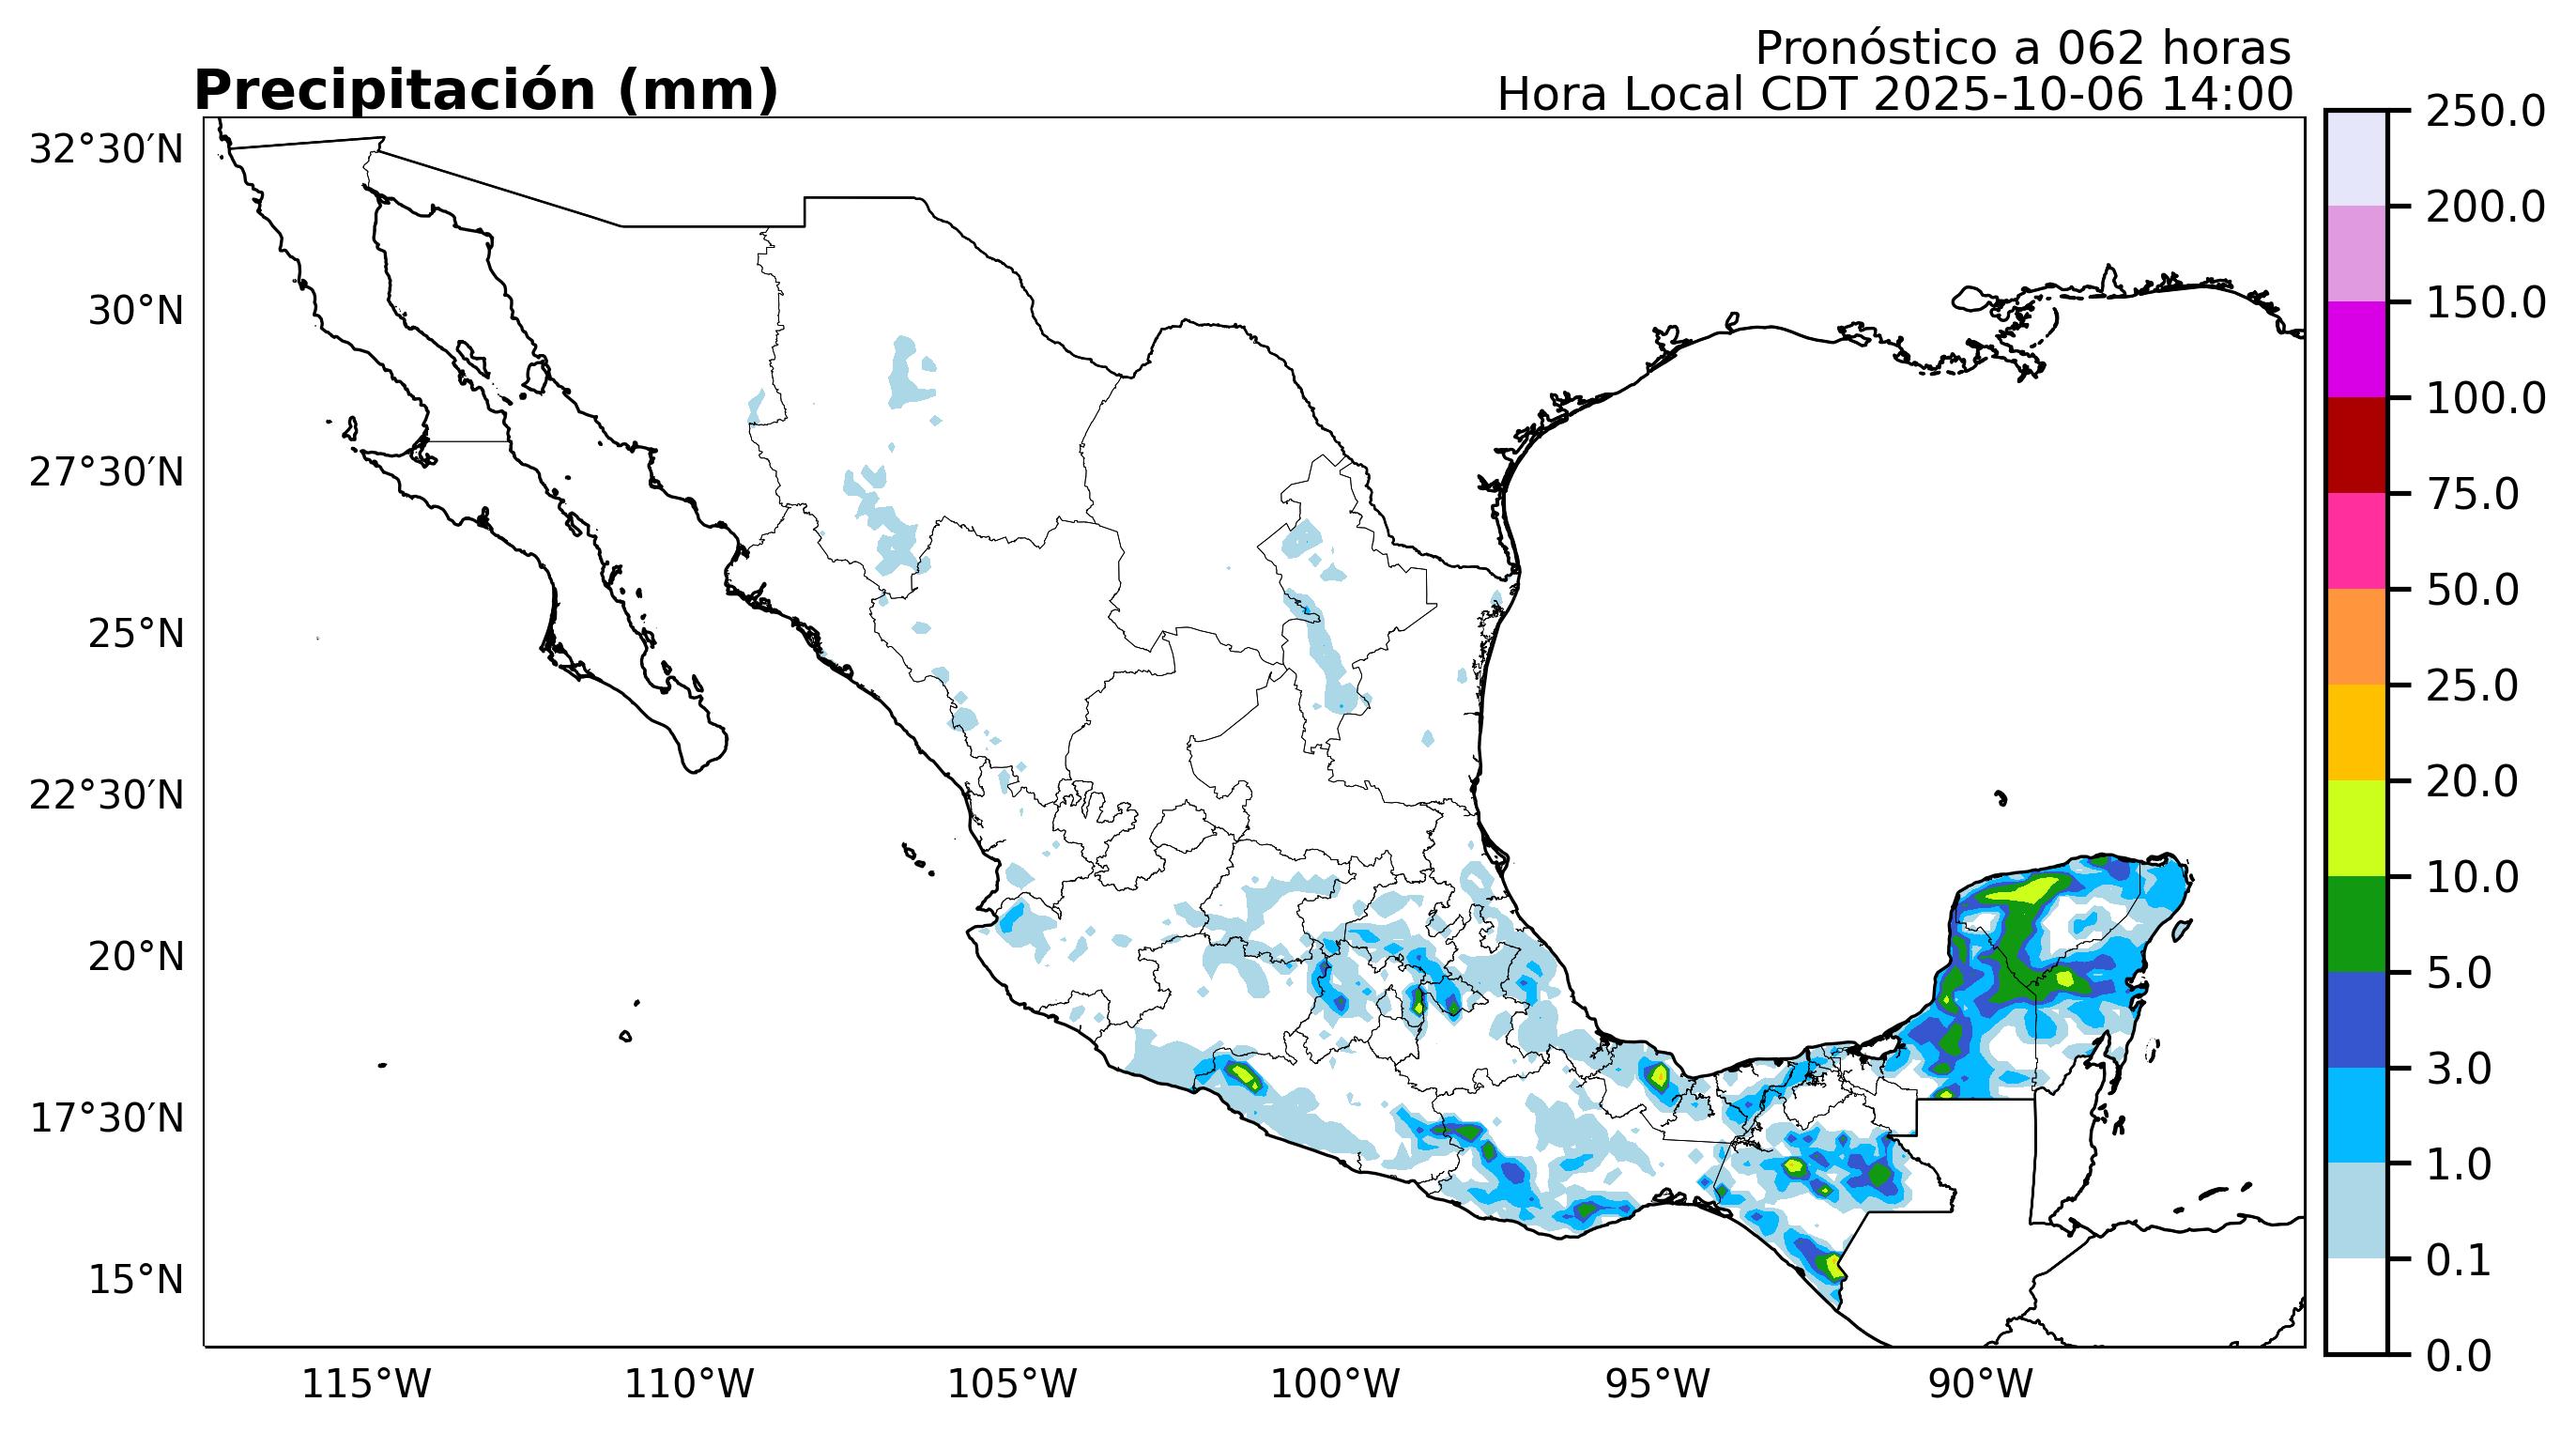 Pronóstico a 062 horas
Precipitación (mm)
Hora Local CDT 2025-10-06 14:00
32°30′N
30°N
27°30′N
25°N
22°30′N
20°N
17°30′N
15°N
115°W
110°W
105°W
100°W
95°W
90°W
250.0
200.0
150.0
100.0
75.0
50.0
25.0
20.0
10.0
5.0
3.0
1.0
0.1
0.0